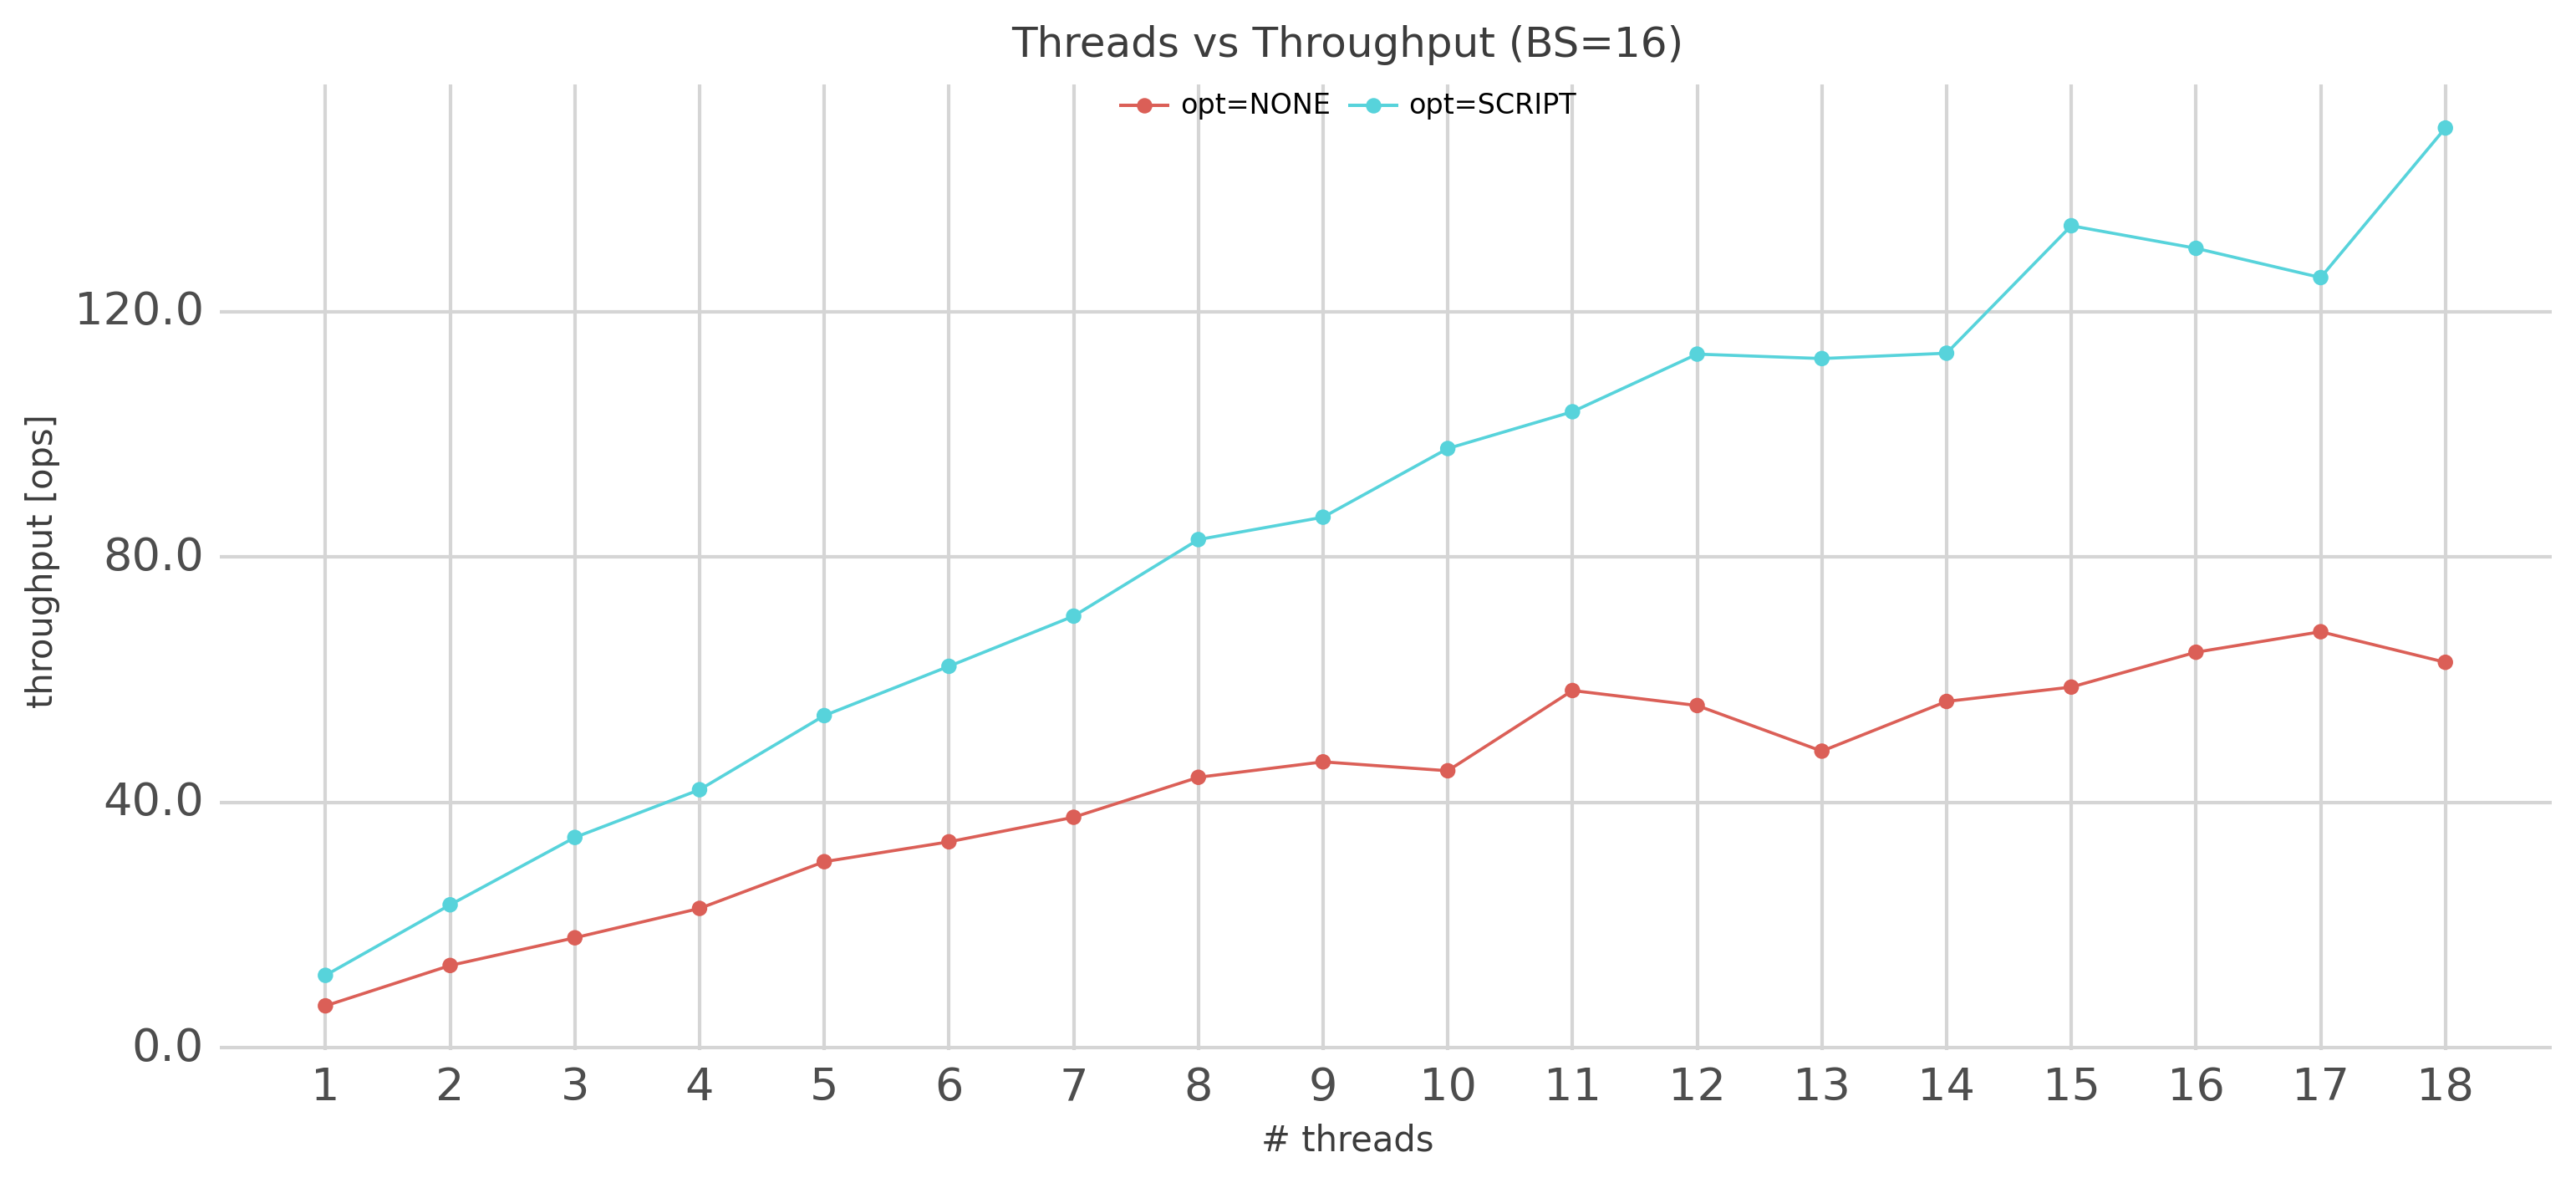 Threads vs Throughput (BS=16)
opt=NONE opt=SCRIPT
throughput [ops]
120.0
80.0
40.0
0.0
1 2 3 4 5 6 7 8 9 10 11 12 13 14 15 16 17 18
# threads